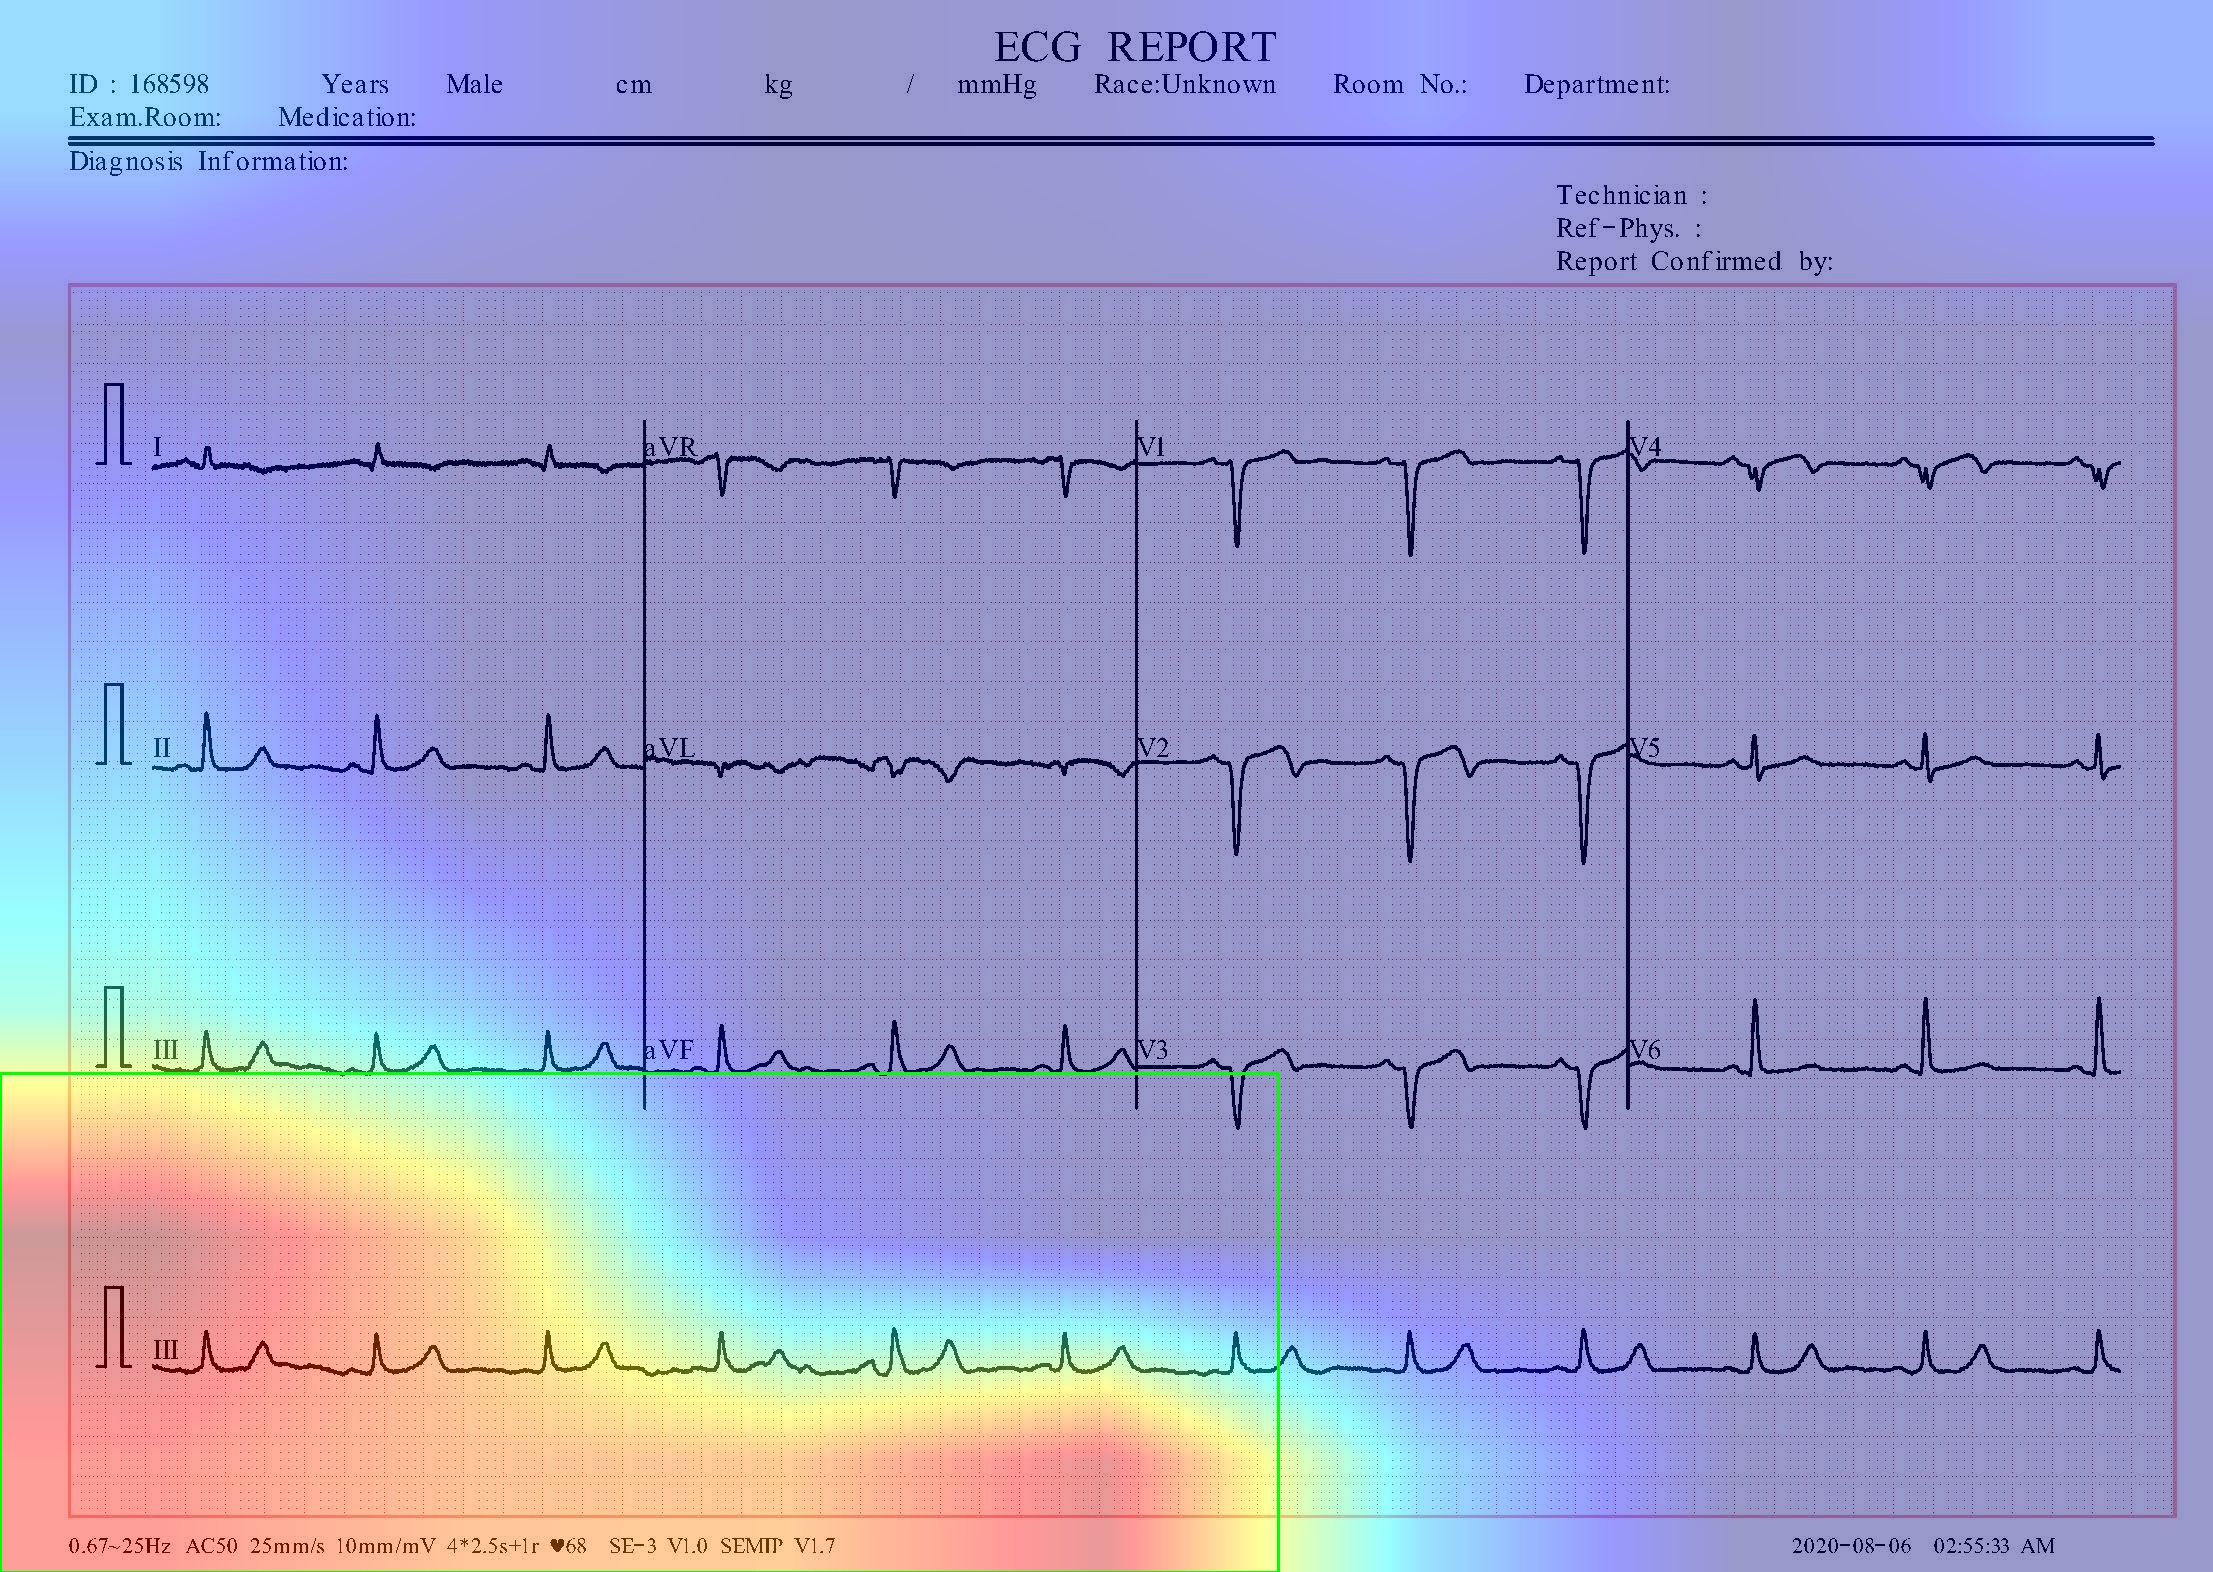 ECG REPORT
ID : 168598 Years Male cm kg / mmHg Race:Unknown Room No.: Department:
Exam.Room: Medication:
Diagnosis Information:
Technician :
Ref-Phys. :
Report Confirmed by:
I aVR V1 V4
II aVL V2 V5
III aVF V3 V6
III
0.67~25Hz AC50 25mm/s 10mm/mV 4*2.5s+1r ♥68 SE-3 V1.0 SEMIP V1.7 2020-08-06 02:55:33 AM